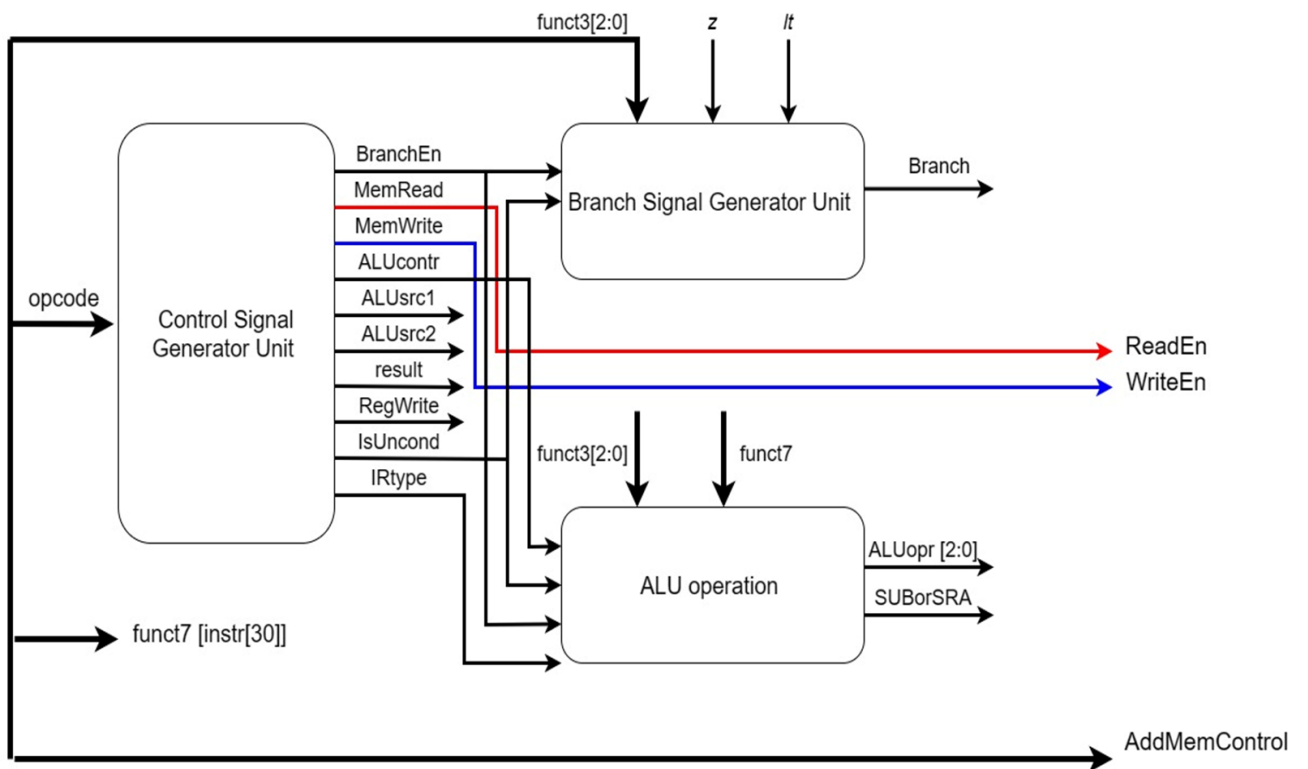 funct3[2:0]
z
lt
BranchEn
MemRead
MemWrite
ALUcontr
ALUsrc1
ALUsrc2
result
RegWrite
IsUncond
IRtype
opcode
Control Signal
Generator Unit
Branch Signal Generator Unit
Branch
ReadEn
WriteEn
funct3[2:0]
funct7
ALU operation
ALUopr [2:0]
SUBorSRA
funct7 [instr[30]]
AddMemControl